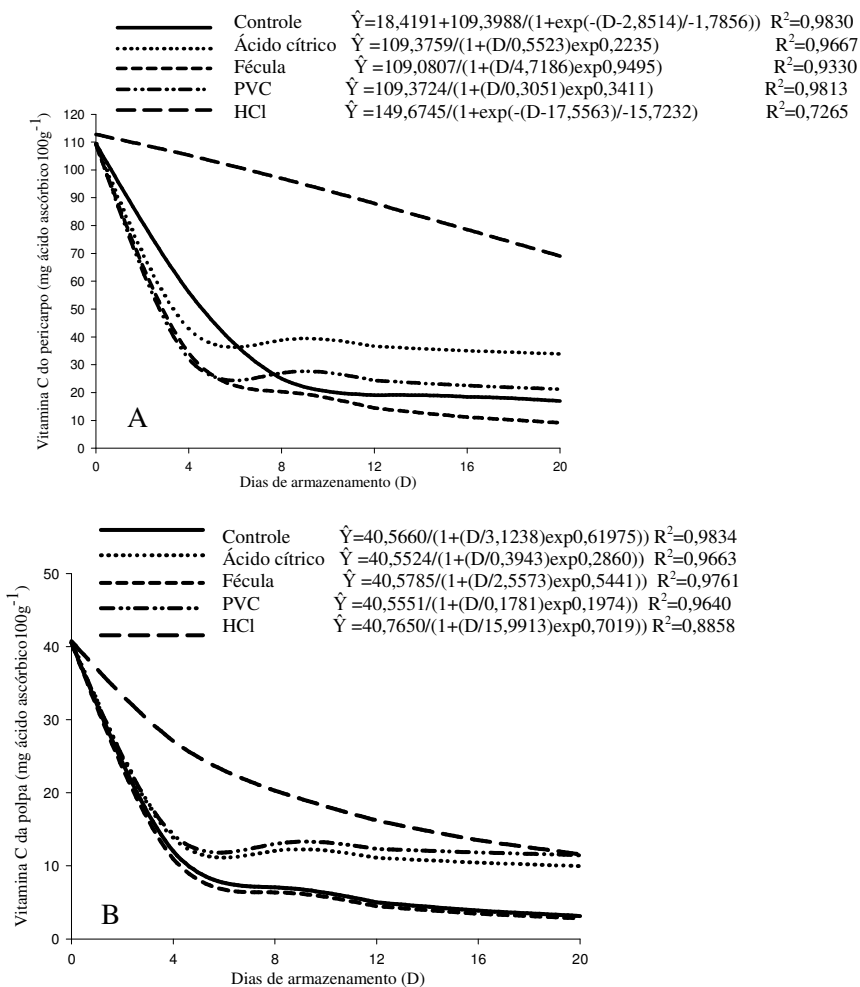 Controle Ŷ=18,4191+109,3988/(1+exp(-(D-2,8514)/-1,7856)) R²=0,9830
Ácido cítrico Ŷ =109,3759/(1+(D/0,5523)exp0,2235) R²=0,9667
Fécula Ŷ =109,0807/(1+(D/4,7186)exp0,9495) R²=0,9330
PVC Ŷ =109,3724/(1+(D/0,3051)exp0,3411) R²=0,9813
HCl Ŷ =149,6745/(1+exp(-(D-17,5563)/-15,7232) R²=0,7265
Vitamina C do pericarpo (mg ácido ascórbico100g⁻¹)
120
110
100
90
80
70
60
50
40
30
20
10
0
A
0 4 8 12 16 20
Dias de armazenamento (D)
Controle Ŷ=40,5660/(1+(D/3,1238)exp0,61975)) R²=0,9834
Ácido cítrico Ŷ =40,5524/(1+(D/0,3943)exp0,2860) R²=0,9663
Fécula Ŷ =40,5785/(1+(D/2,5573)exp0,5441)) R²=0,9761
PVC Ŷ =40,5551/(1+(D/0,1781)exp0,1974)) R²=0,9640
HCl Ŷ =40,7650/(1+(D/15,9913)exp0,7019)) R²=0,8858
Vitamina C da polpa (mg ácido ascórbico100g⁻¹)
50
40
30
20
10
0
B
0 4 8 12 16 20
Dias de armazenamento (D)